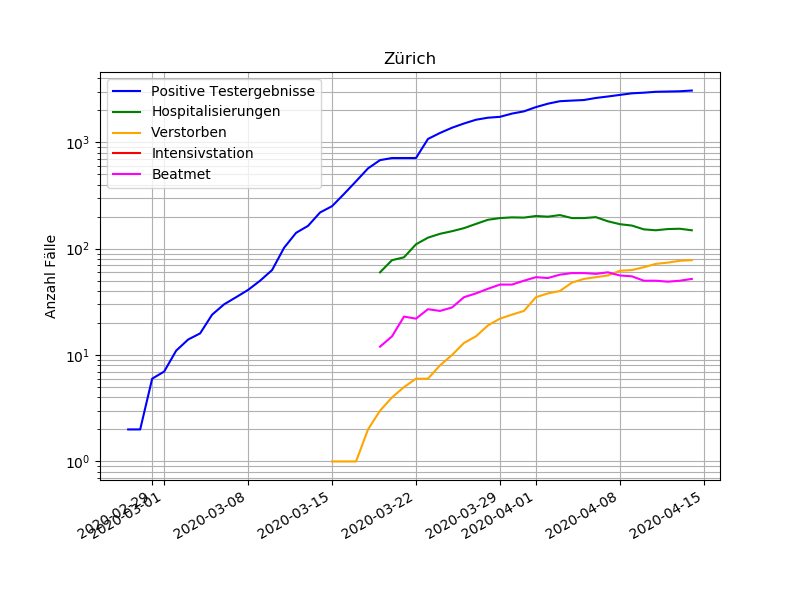 Zürich
Positive Testergebnisse
Hospitalisierungen
Verstorben
Intensivstation
Beatmet
Anzahl Fälle
10³
10²
10¹
10⁰
2020-02-29
2020-03-01
2020-03-08
2020-03-15
2020-03-22
2020-03-29
2020-04-01
2020-04-08
2020-04-15